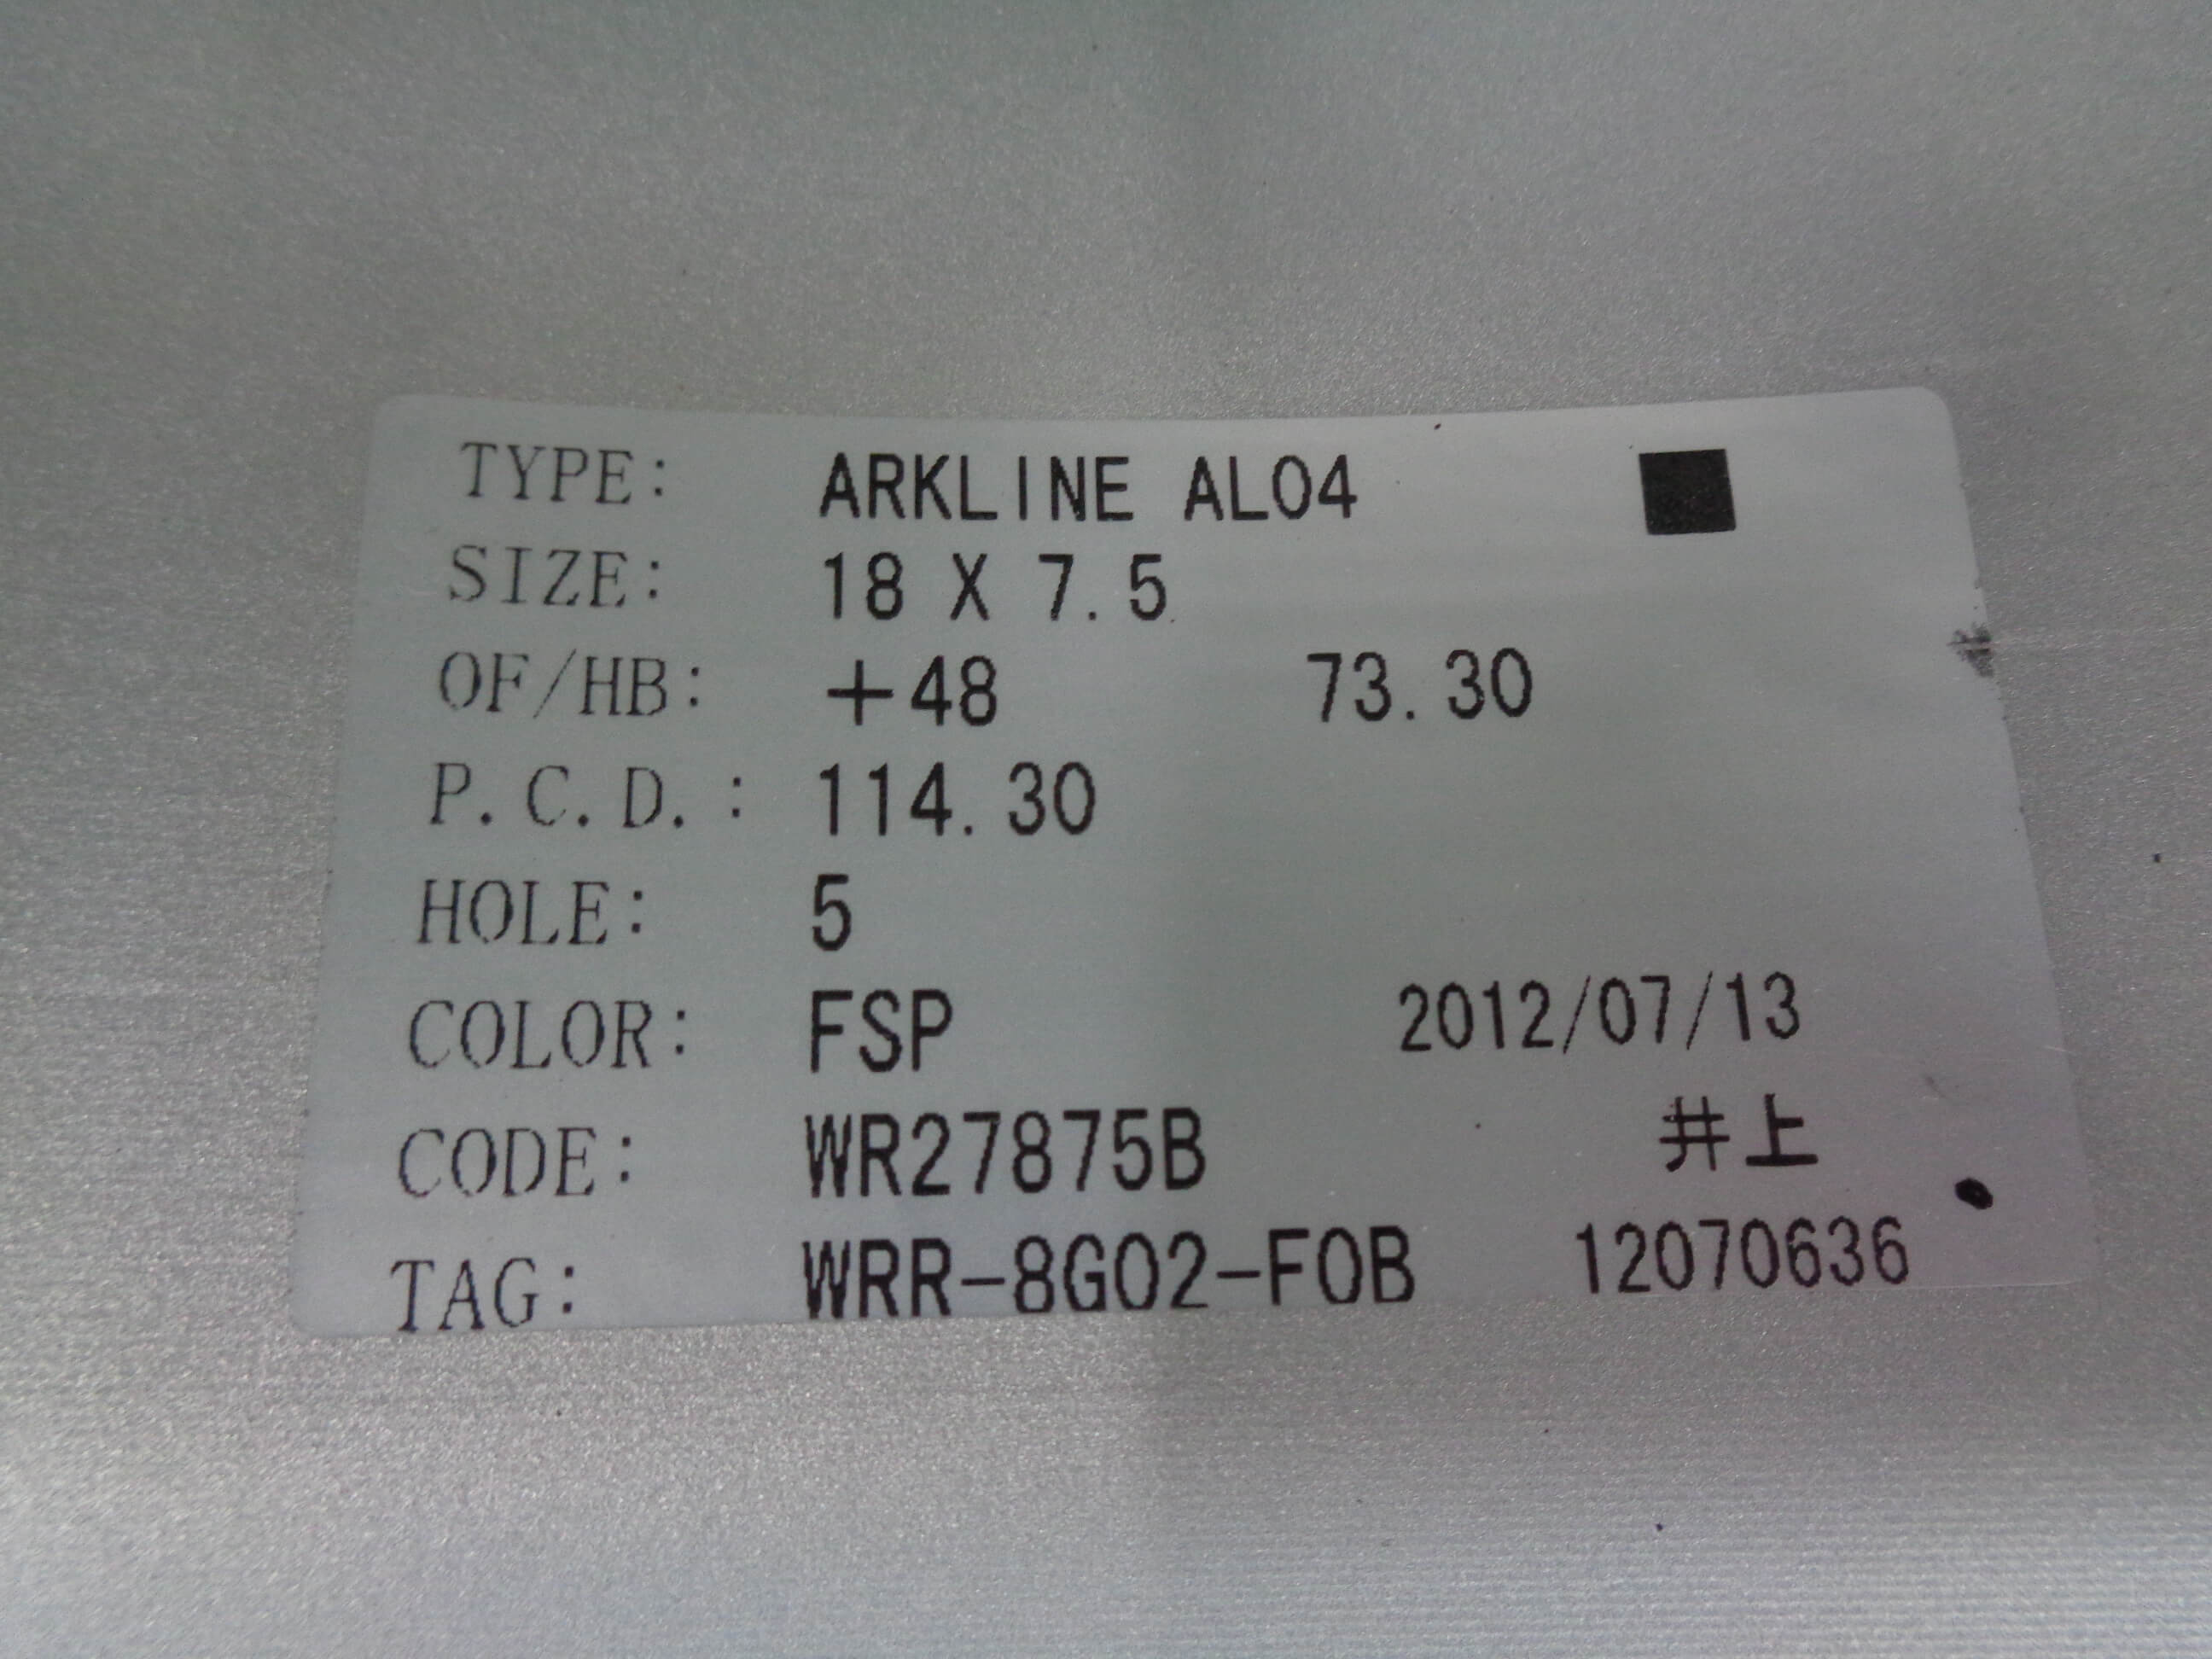 TYPE: ARKLINE AL04 ■
SIZE: 18 X 7.5
OF/HB: +48 73.30
P.C.D.: 114.30
HOLE: 5
COLOR: FSP 2012/07/13
CODE: WR27875B 井上
TAG: WRR-8G02-F0B 12070636